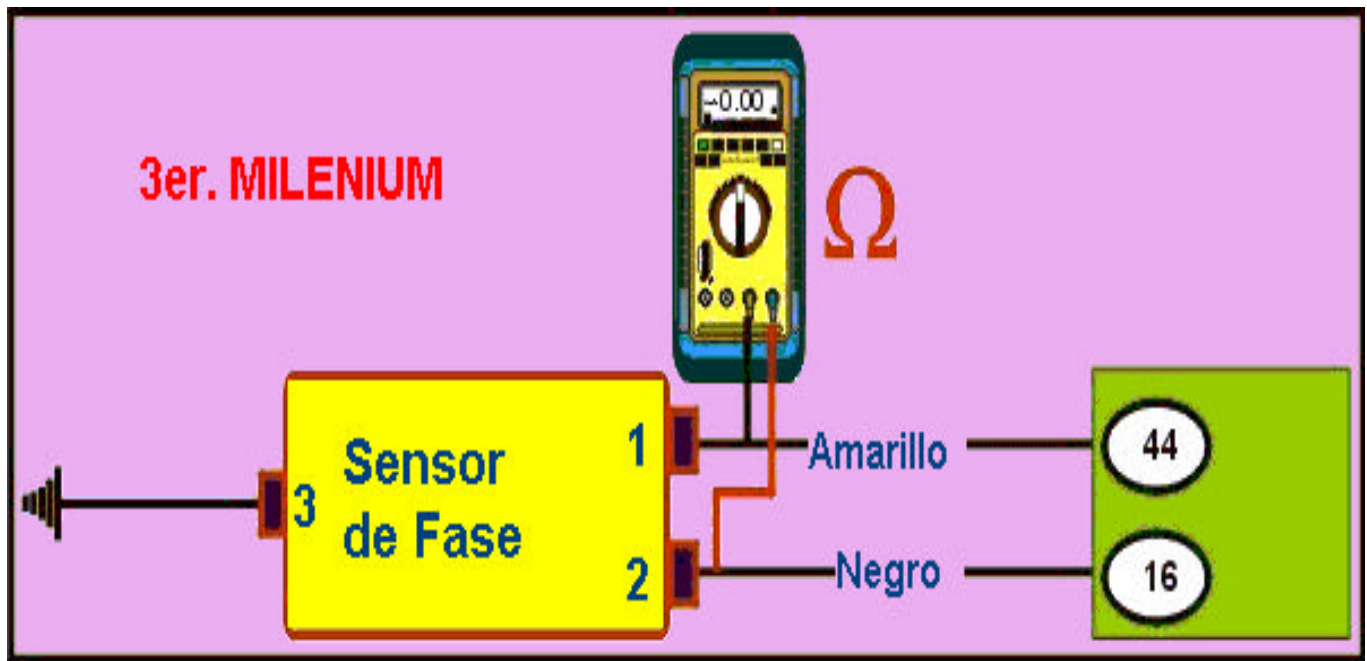 -0.00
3er. MILENIUM
Ω
Sensor
de Fase
1
2
3
Amarillo
44
Negro
16